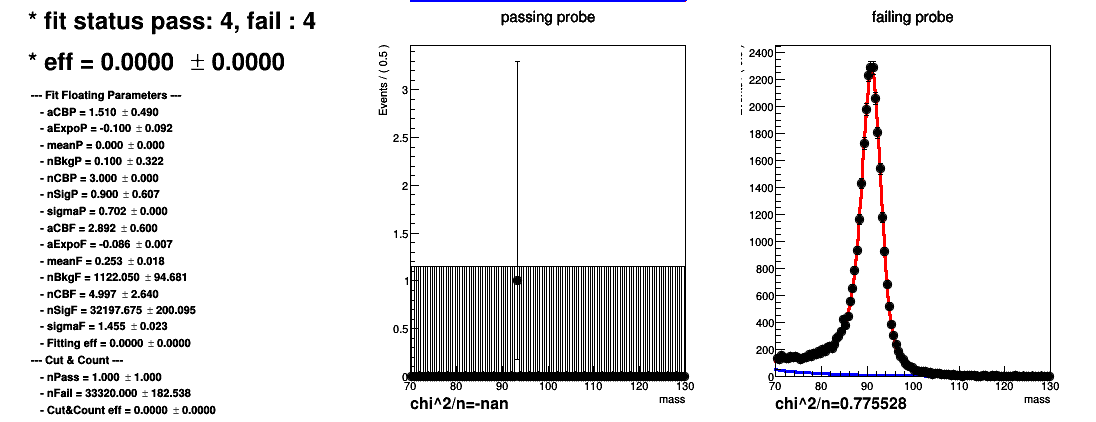 * fit status pass: 4, fail : 4
* eff = 0.0000 ± 0.0000
--- Fit Floating Parameters ---
- aCBP = 1.510 ± 0.490
- aExpoP = -0.100 ± 0.092
- meanP = 0.000 ± 0.000
- nBkgP = 0.100 ± 0.322
- nCBP = 3.000 ± 0.000
- nSigP = 0.900 ± 0.607
- sigmaP = 0.702 ± 0.000
- aCBF = 2.892 ± 0.600
- aExpoF = -0.086 ± 0.007
- meanF = 0.253 ± 0.018
- nBkgF = 1122.050 ± 94.681
- nCBF = 4.997 ± 2.640
- nSigF = 32197.675 ± 200.095
- sigmaF = 1.455 ± 0.023
- Fitting eff = 0.0000 ± 0.0000
--- Cut & Count ---
- nPass = 1.000 ± 1.000
- nFail = 33320.000 ± 182.538
- Cut&Count eff = 0.0000 ± 0.0000
passing probe
Events / ( 0.5 )
3
2.5
2
1.5
1
0.5
0
70 80 90 100 110 120 130
mass
chi^2/n=-nan
failing probe
2400
2200
2000
1800
1600
1400
1200
1000
800
600
400
200
0
70 80 90 100 110 120 130
mass
chi^2/n=0.775528